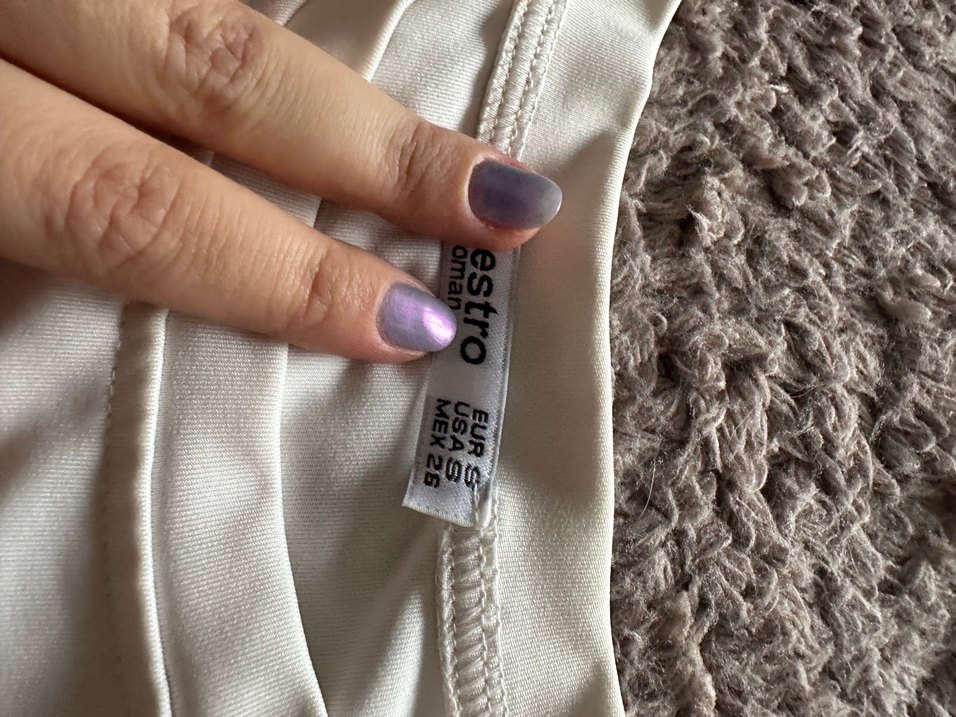 estro
oman
EUR S
USA S
MEX 26